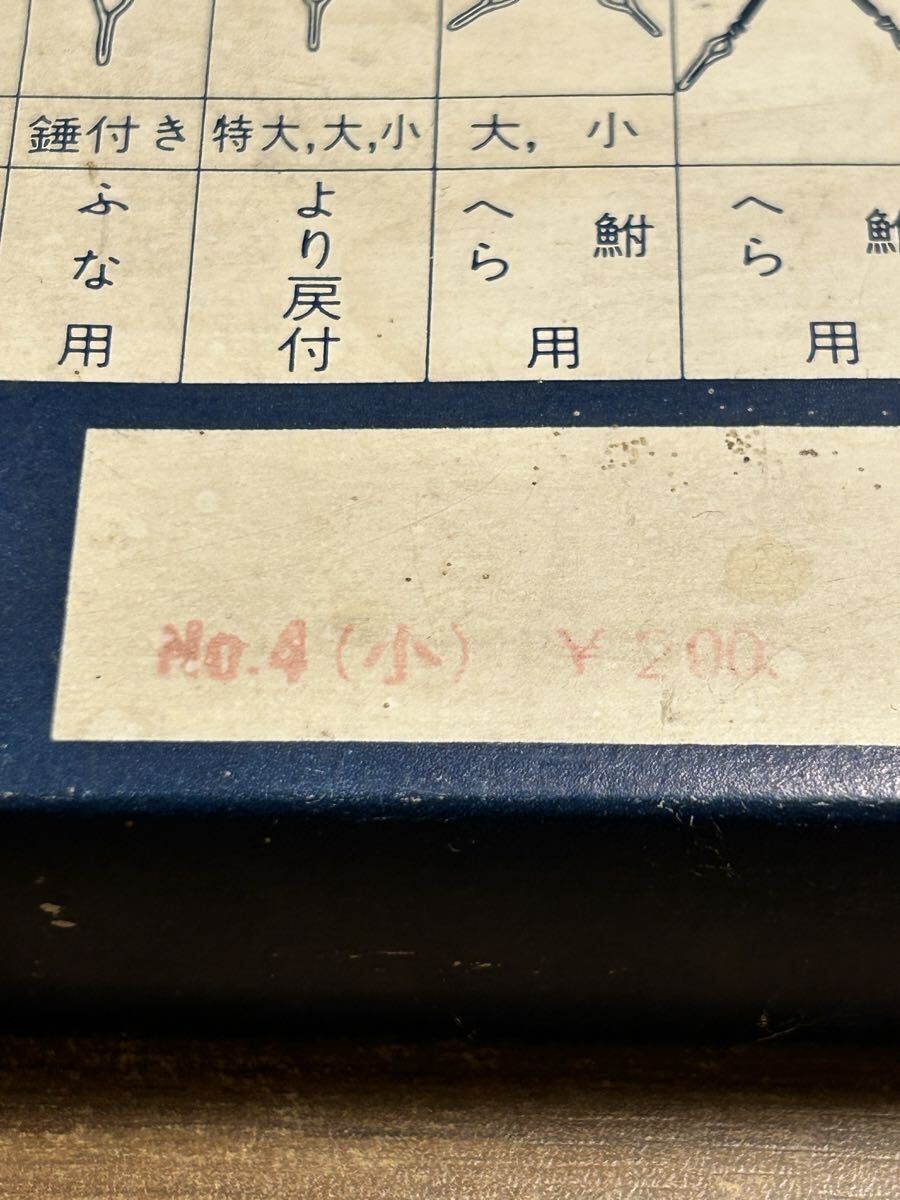 錘付き
特大,大,小
大, 小
ふな用
より戻付
へら鮒用
へら 用
No.4(小) ¥200.